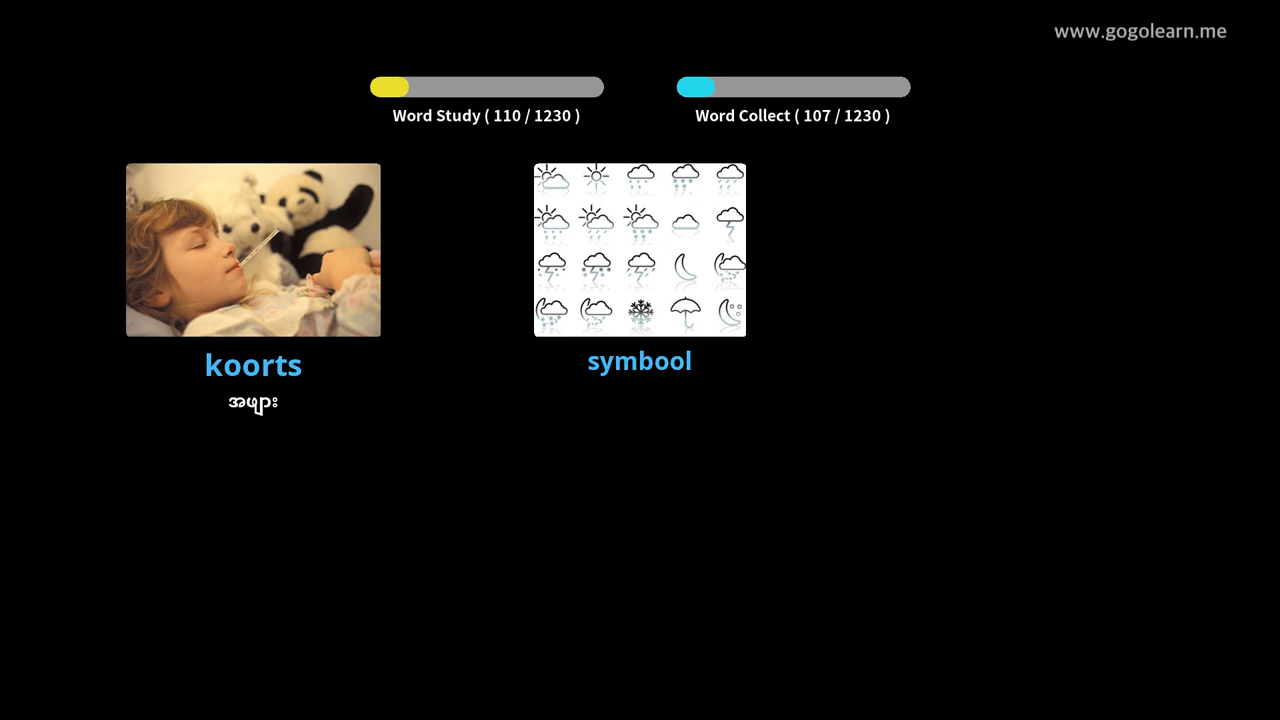 www.gogolearn.me
Word Study ( 110 / 1230 )
Word Collect ( 107 / 1230 )
koorts
symbool
အဖျား